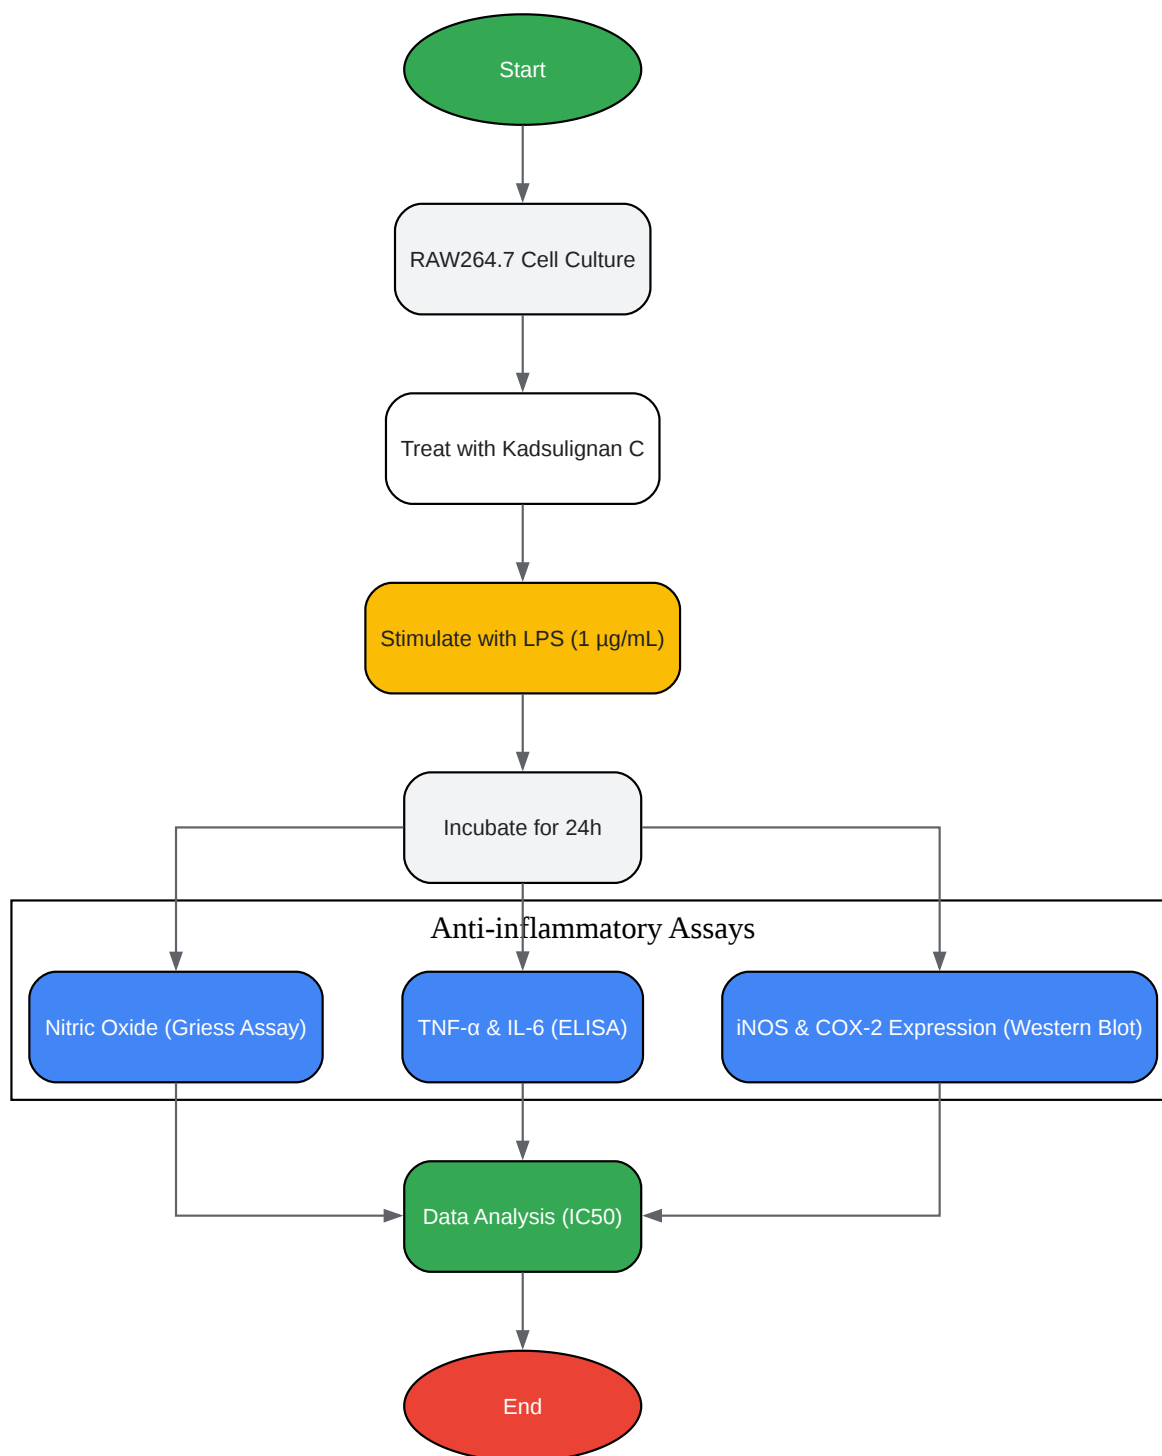 Start
RAW264.7 Cell Culture
Treat with Kadsulignan C
Stimulate with LPS (1 µg/mL)
Incubate for 24h
Anti-inflammatory Assays
Nitric Oxide (Griess Assay)
TNF-α & IL-6 (ELISA)
iNOS & COX-2 Expression (Western Blot)
Data Analysis (IC50)
End